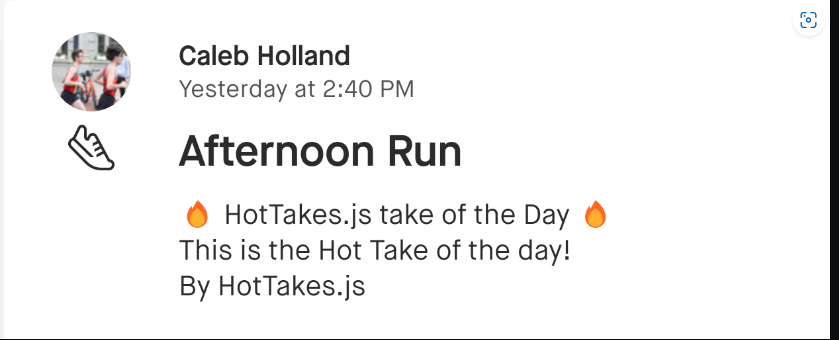 Caleb Holland
Yesterday at 2:40 PM
Afternoon Run
🔥 HotTakes.js take of the Day 🔥
This is the Hot Take of the day!
By HotTakes.js